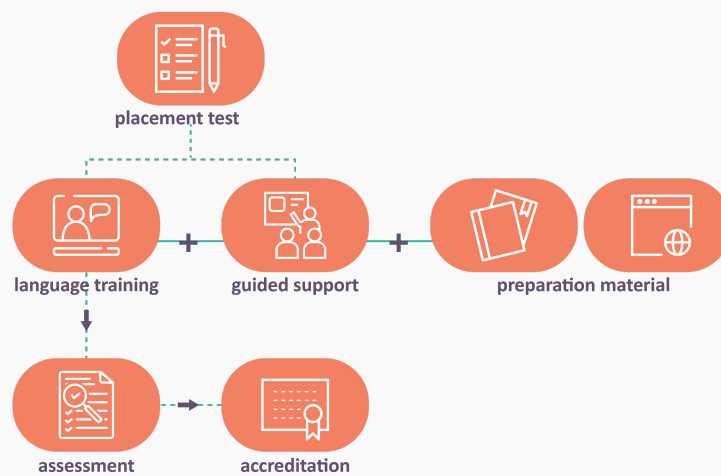 placement test
language training
guided support
preparation material
assessment
accreditation